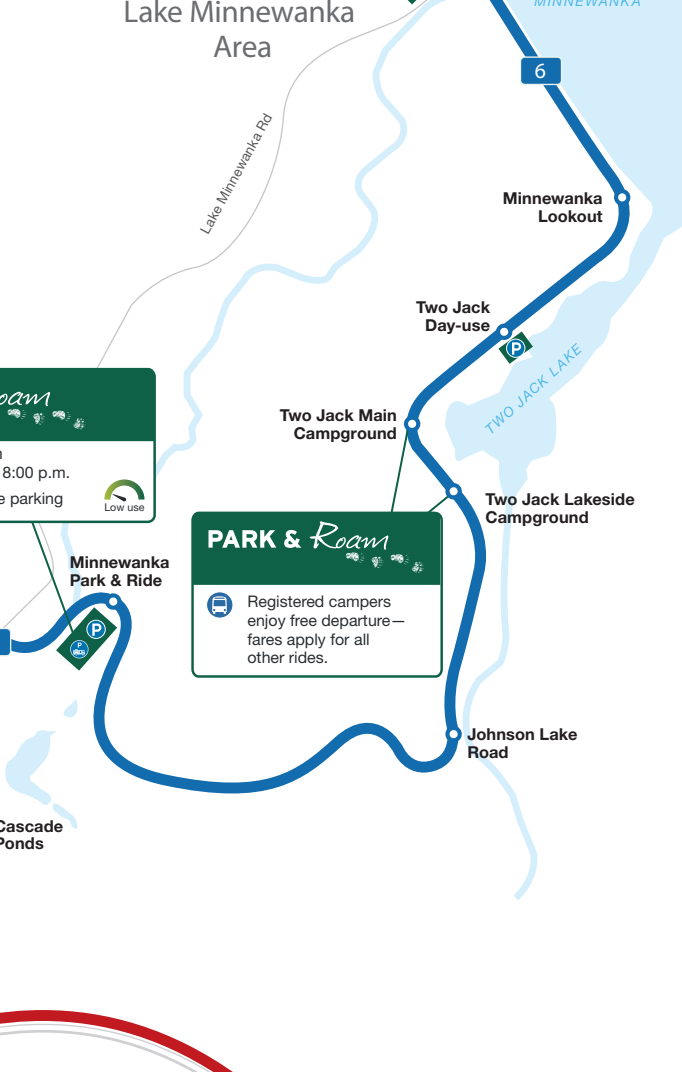 Lake Minnewanka
Area
MINNEWANKA
6
Lake Minnewanka Rd
Minnewanka
Lookout
Two Jack
Day-use
P
TWO JACK LAKE
Two Jack Main
Campground
Two Jack Lakeside
Campground
8:00 p.m.
parking
Low use
PARK & Roam
Registered campers
enjoy free departure—
fares apply for all
other rides.
Minnewanka
Park & Ride
P
P
Johnson Lake
Road
Cascade
Ponds